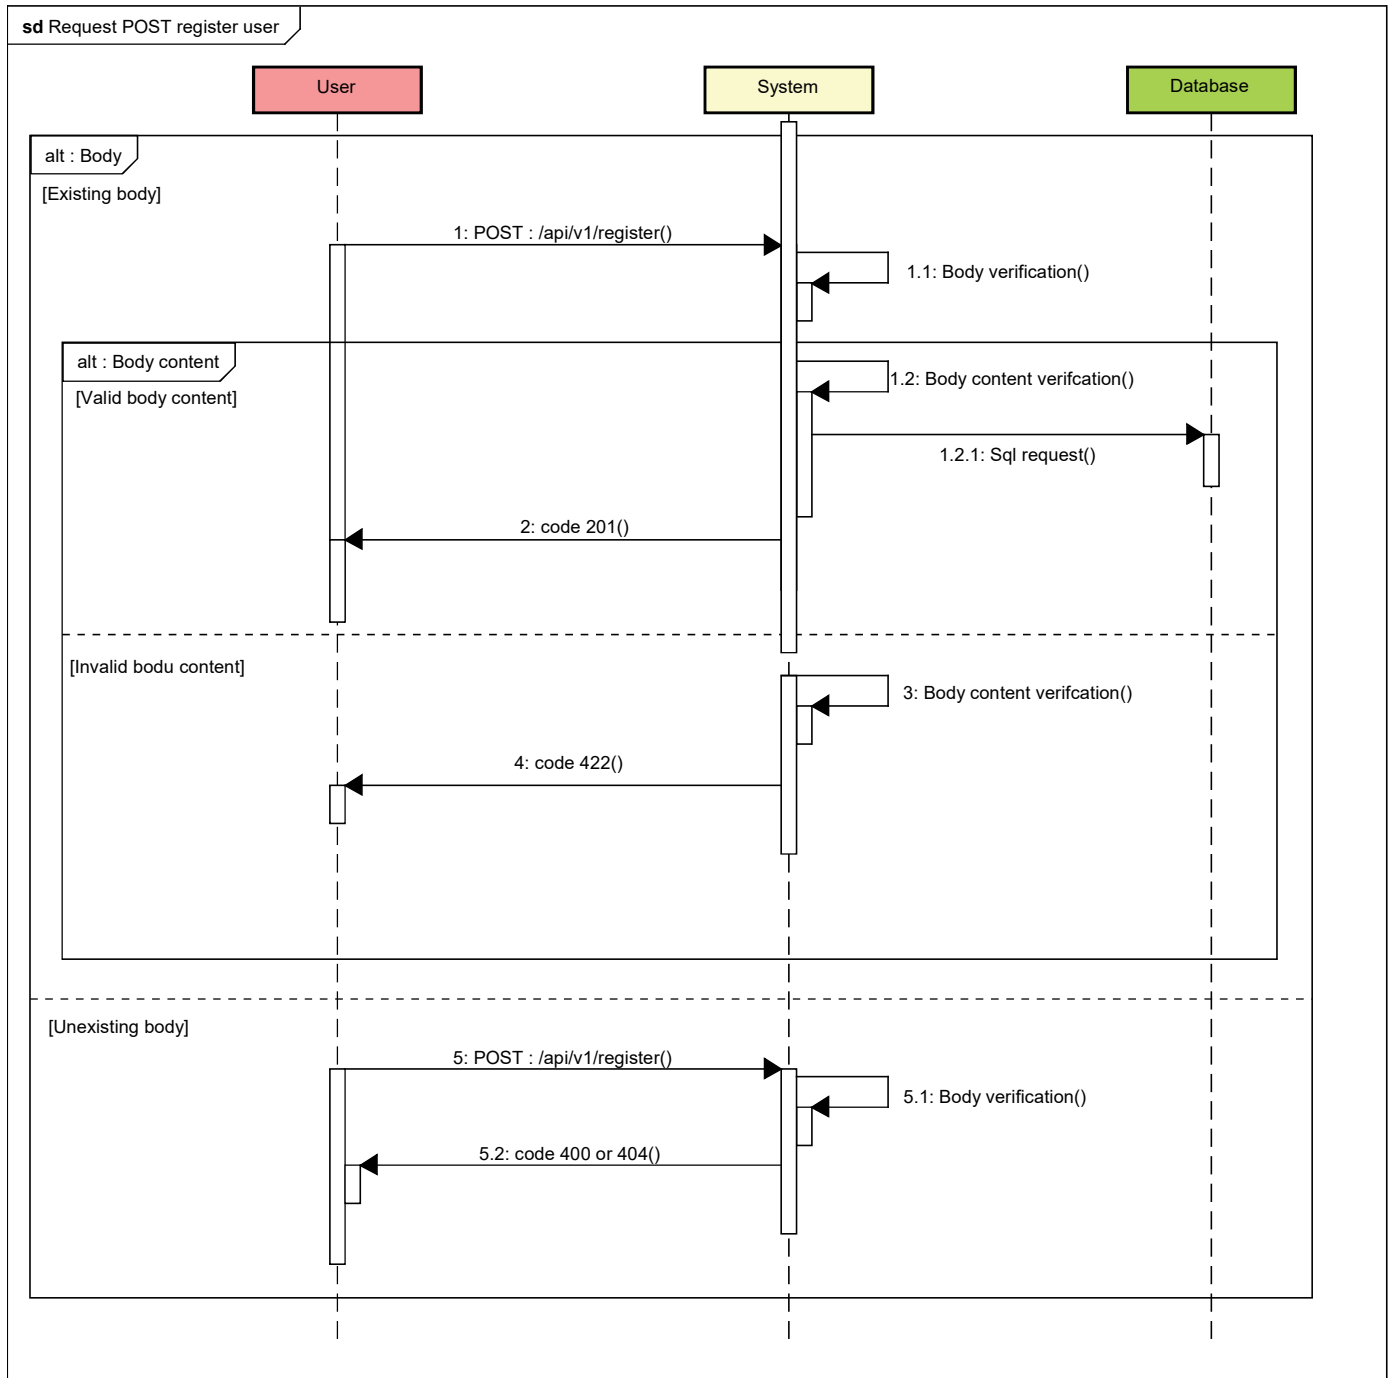 sd Request POST register user
User
System
Database
alt : Body
[Existing body]
1: POST : /api/v1/register()
1.1: Body verification()
alt : Body content
[Valid body content]
1.2: Body content verifcation()
1.2.1: Sql request()
2: code 201()
[Invalid bodu content]
3: Body content verifcation()
4: code 422()
[Unexisting body]
5: POST : /api/v1/register()
5.1: Body verification()
5.2: code 400 or 404()